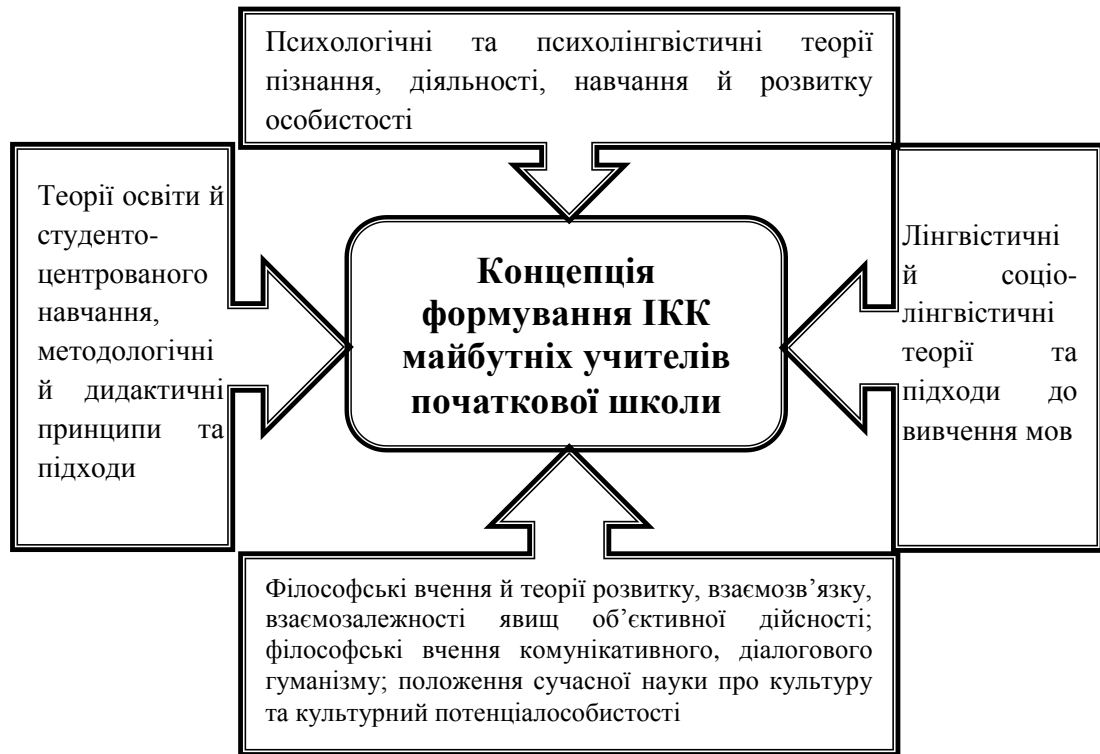 Психологічні та психолінгвістичні теорії
пізнання, діяльності, навчання й розвитку
особистості
Теорії освіти й
студенто-
центрованого
навчання,
методологічні
й дидактичні
принципи та
підходи
Концепція
формування ІКК
майбутніх учителів
початкової школи
Лінгвістичні
й соціо-
лінгвістичні
теорії та
підходи до
вивчення мов
Філософські вчення й теорії розвитку, взаємозв’язку,
взаємозалежності явищ об’єктивної дійсності;
філософські вчення комунікативного, діалогового
гуманізму; положення сучасної науки про культуру
та культурний потенціалособистості